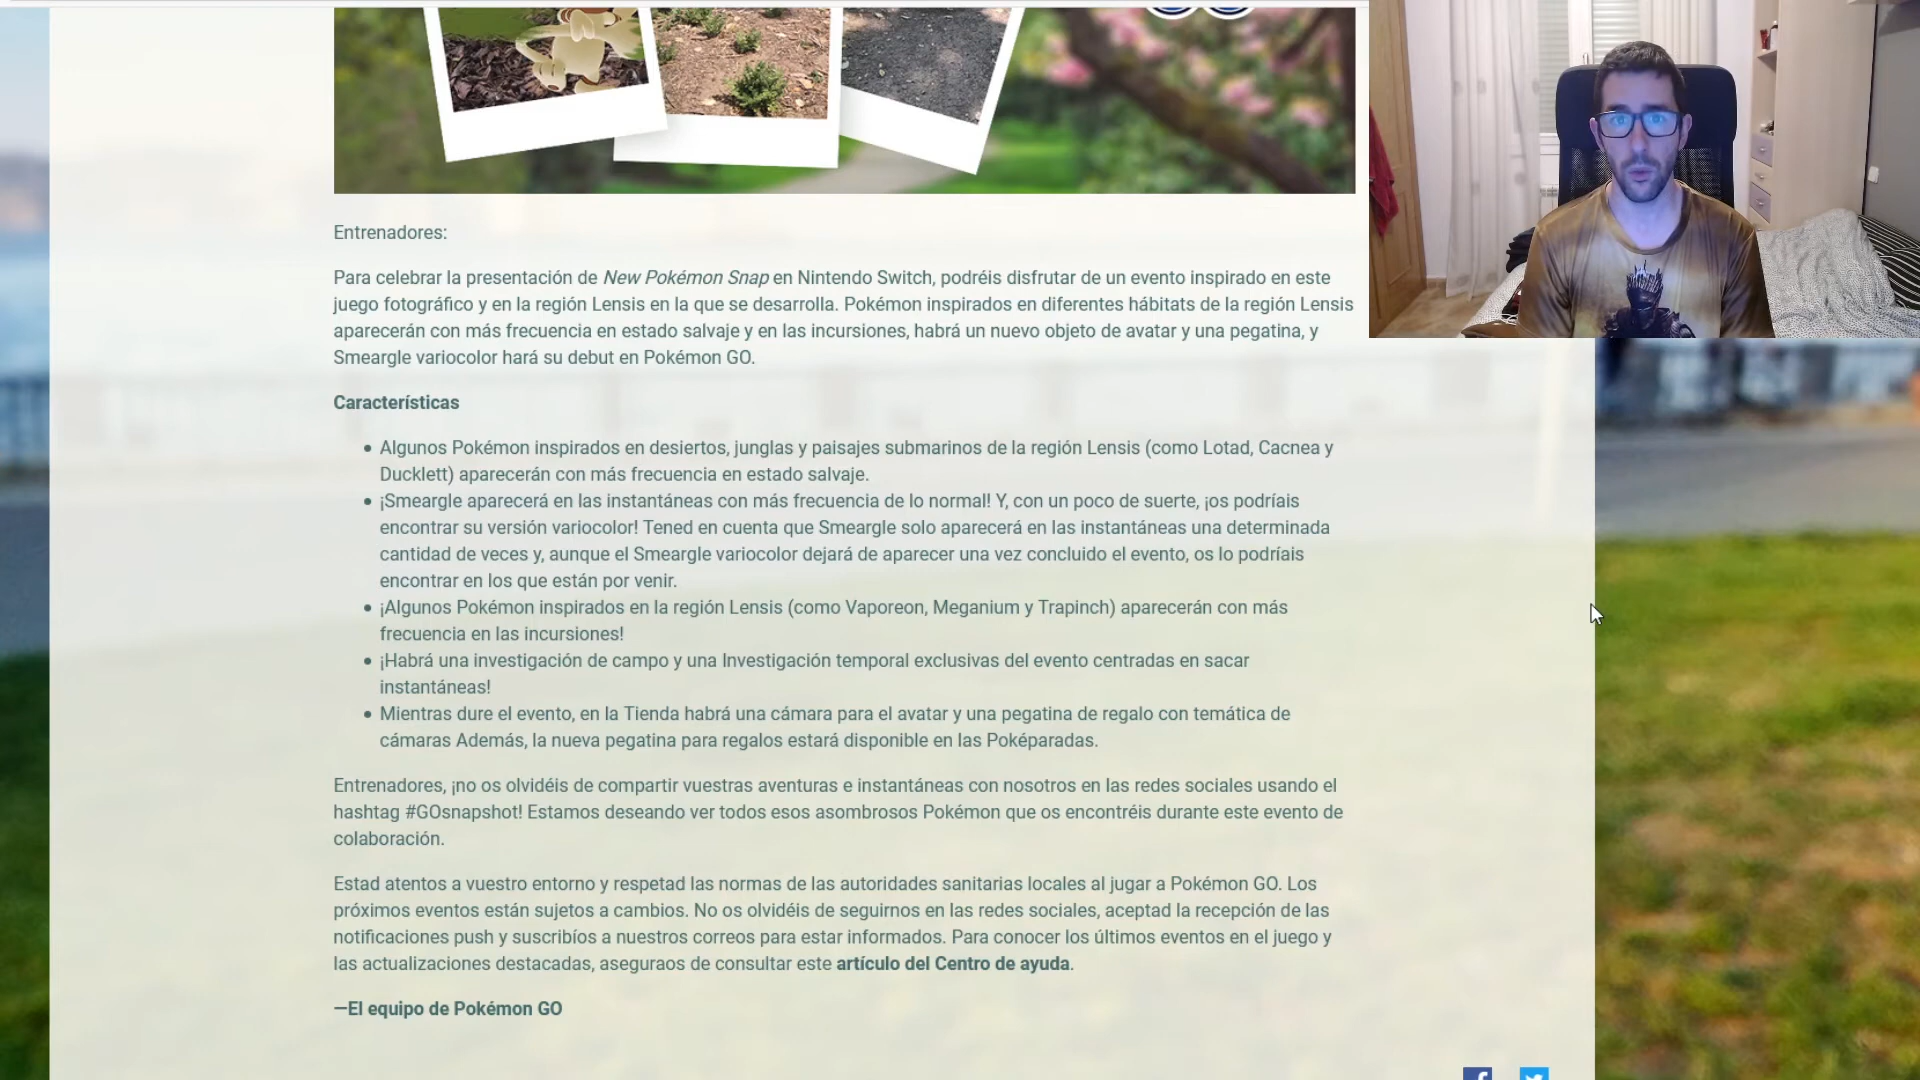 Entrenadores:
Para celebrar la presentación de New Pokémon Snap en Nintendo Switch, podréis disfrutar de un evento inspirado en este
juego fotográfico y en la región Lensis en la que se desarrolla. Pokémon inspirados en diferentes hábitats de la región Lensis
aparecerán con más frecuencia en estado salvaje y en las incursiones, habrá un nuevo objeto de avatar y una pegatina, y
Smeargle variocolor hará su debut en Pokémon GO.
Características
Algunos Pokémon inspirados en desiertos, junglas y paisajes submarinos de la región Lensis (como Lotad, Cacnea y
Ducklett) aparecerán con más frecuencia en estado salvaje.
¡Smeargle aparecerá en las instantáneas con más frecuencia de lo normal! Y, con un poco de suerte, ¡os podríais
encontrar su versión variocolor! Tened en cuenta que Smeargle solo aparecerá en las instantáneas una determinada
cantidad de veces y, aunque el Smeargle variocolor dejará de aparecer una vez concluido el evento, os lo podríais
encontrar en los que están por venir.
¡Algunos Pokémon inspirados en la región Lensis (como Vaporeon, Meganium y Trapinch) aparecerán con más
frecuencia en las incursiones!
¡Habrá una investigación de campo y una Investigación temporal exclusivas del evento centradas en sacar
instantáneas!
Mientras dure el evento, en la Tienda habrá una cámara para el avatar y una pegatina de regalo con temática de
cámaras Además, la nueva pegatina para regalos estará disponible en las Poképaradas.
Entrenadores, ¡no os olvidéis de compartir vuestras aventuras e instantáneas con nosotros en las redes sociales usando el
hashtag #GOsnapshot! Estamos deseando ver todos esos asombrosos Pokémon que os encontréis durante este evento de
colaboración.
Estad atentos a vuestro entorno y respetad las normas de las autoridades sanitarias locales al jugar a Pokémon GO. Los
próximos eventos están sujetos a cambios. No os olvidéis de seguirnos en las redes sociales, aceptad la recepción de las
notificaciones push y suscribíos a nuestros correos para estar informados. Para conocer los últimos eventos en el juego y
las actualizaciones destacadas, aseguraos de consultar este artículo del Centro de ayuda.
—El equipo de Pokémon GO